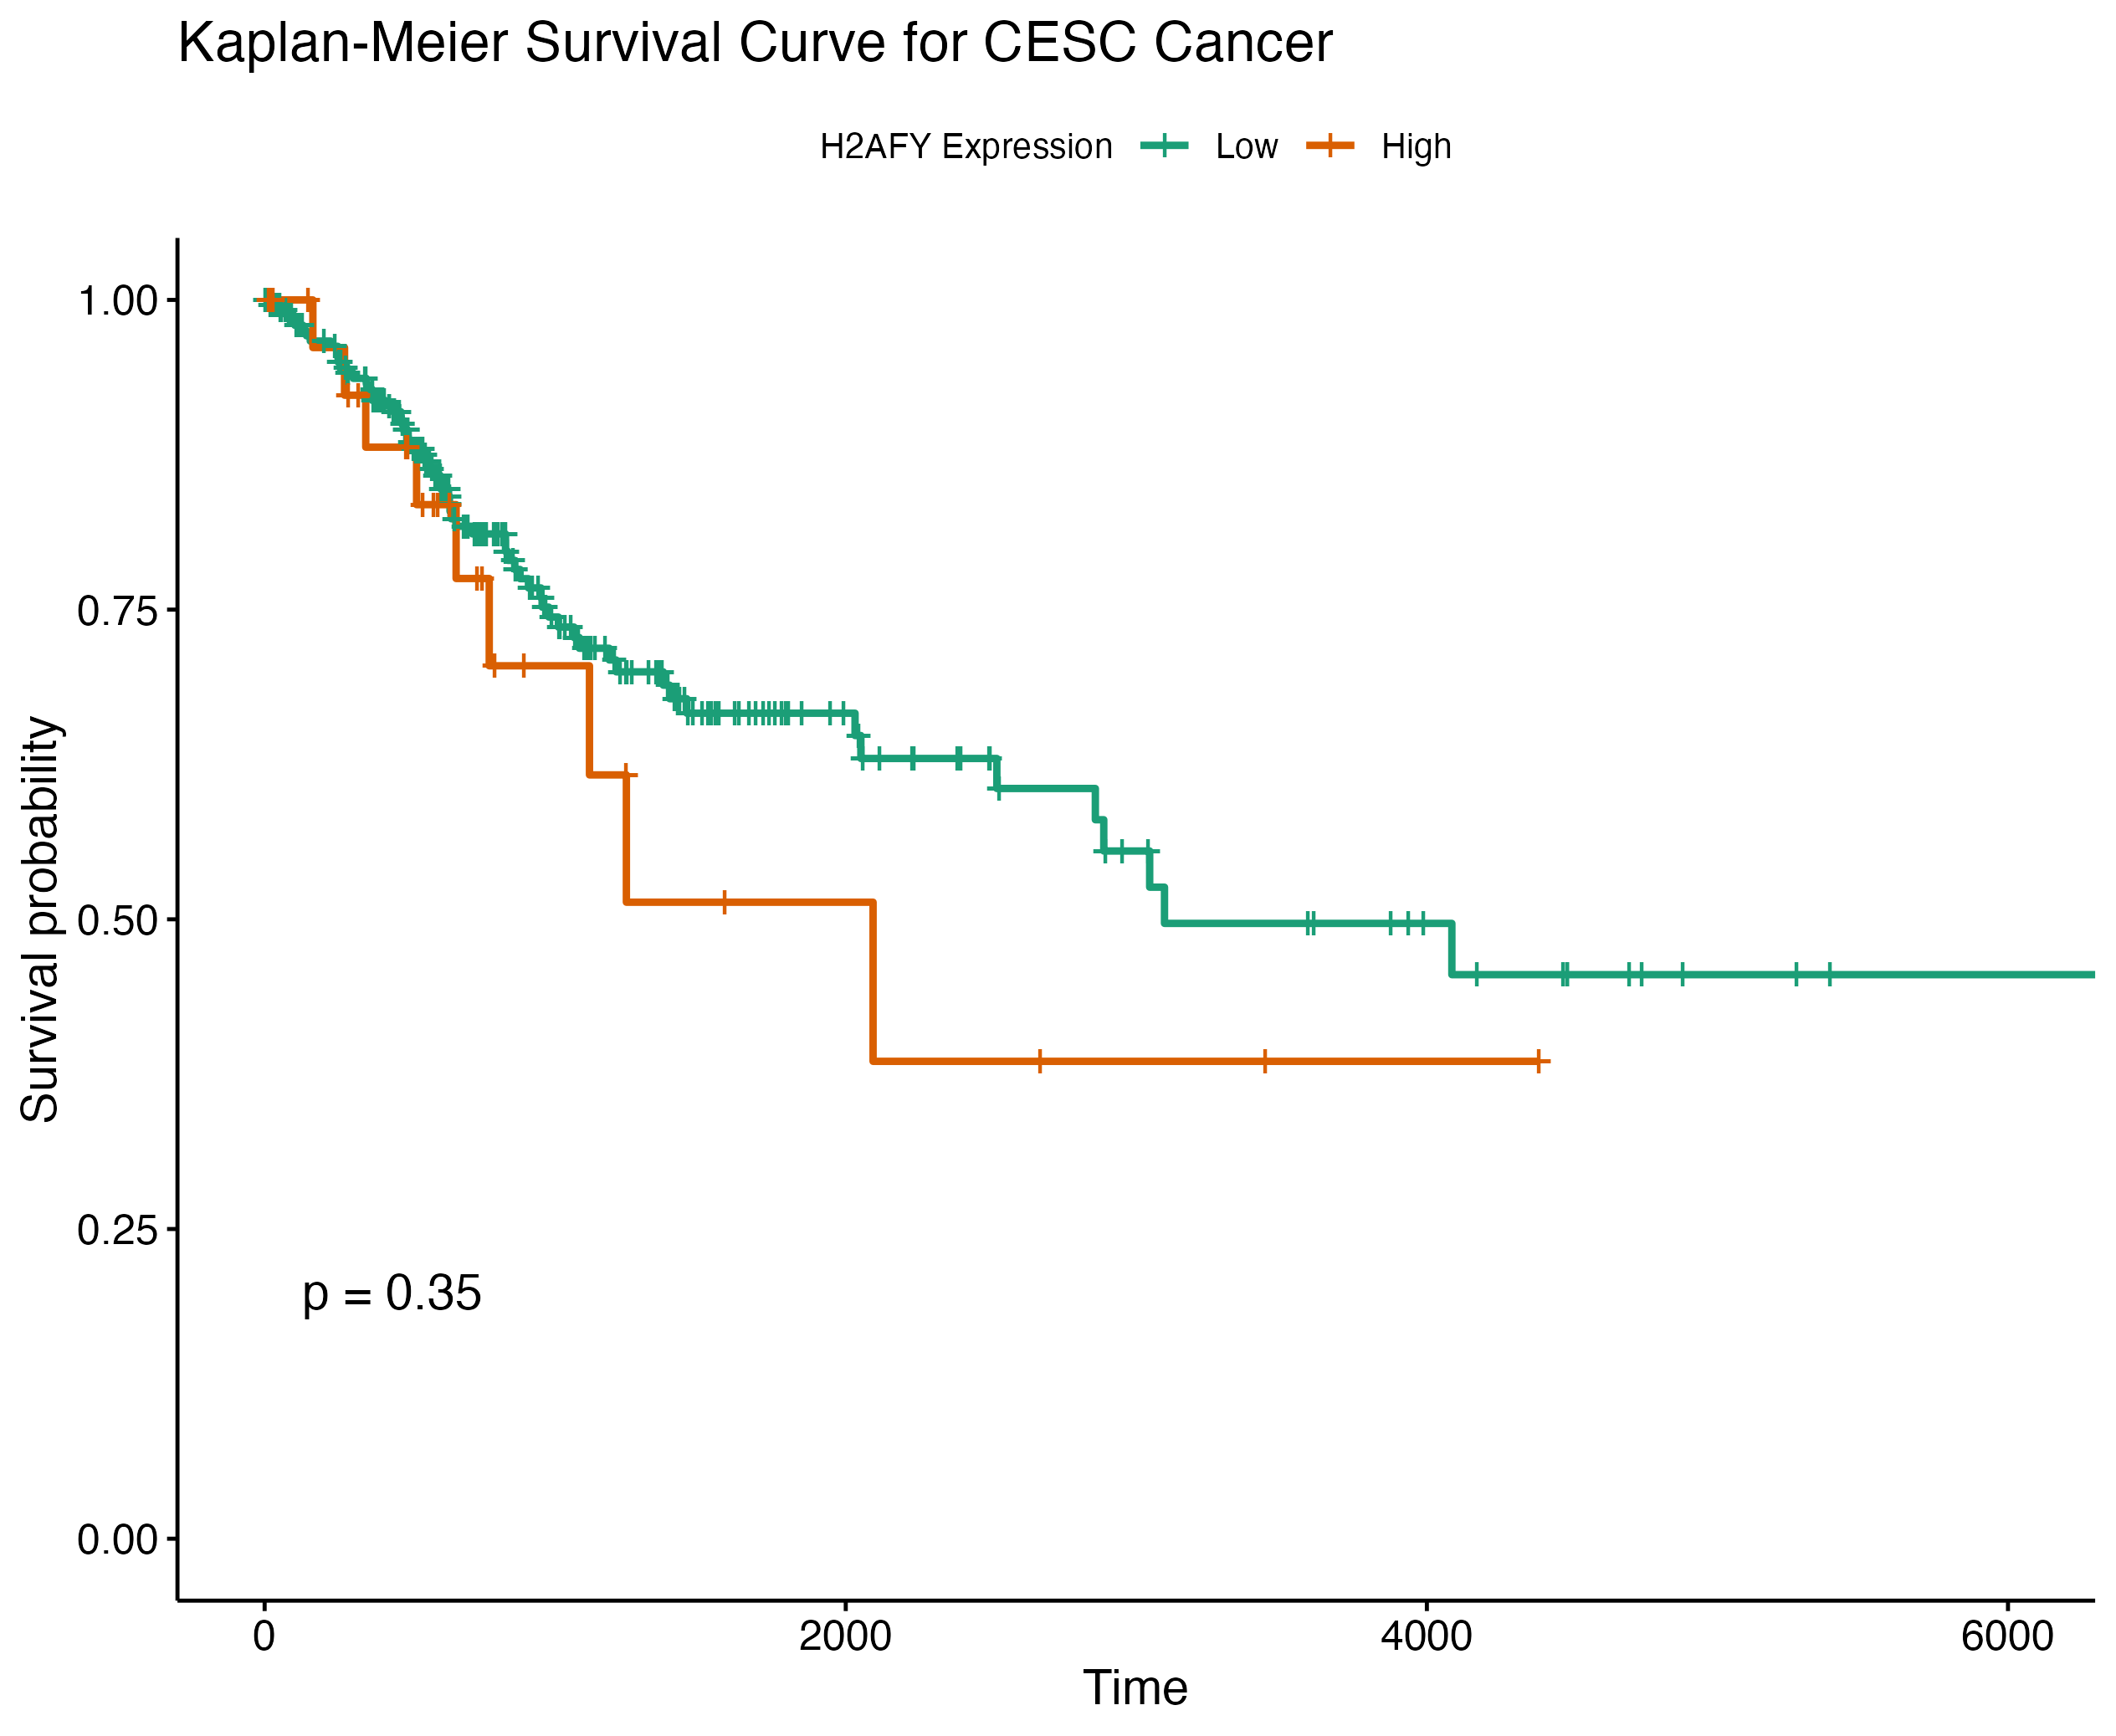 Kaplan-Meier Survival Curve for CESC Cancer
H2AFY Expression Low High
1.00
0.75
0.50
0.25
0.00
Survival probability
p = 0.35
0 2000 4000 6000
Time